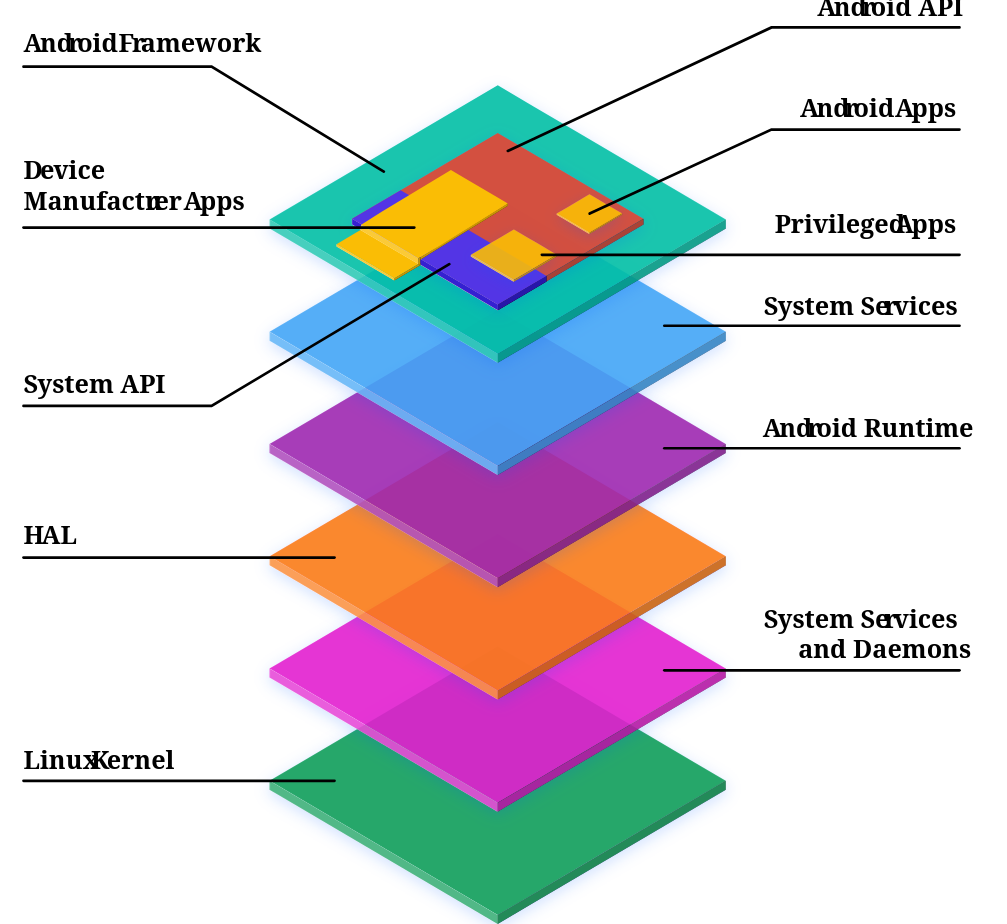 Android API
Android Framework
Android Apps
Device
Manufacturer Apps
Privileged Apps
System Services
System API
Android Runtime
HAL
System Services
and Daemons
Linux Kernel